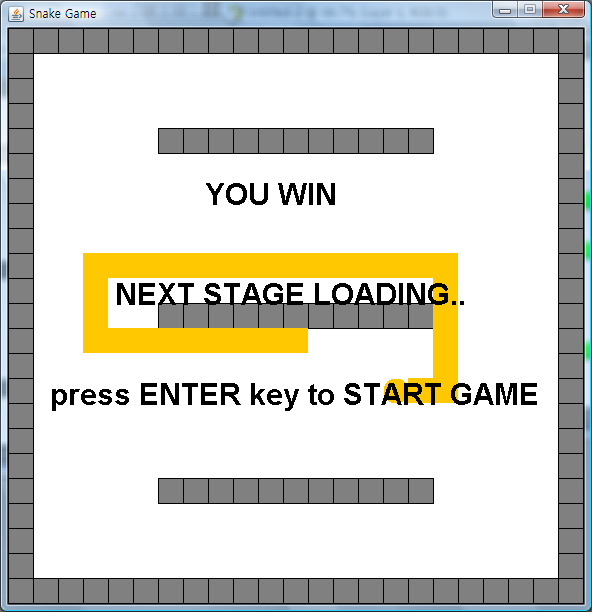 Snake Game
YOU WIN
NEXT STAGE LOADING..
press ENTER key to START GAME